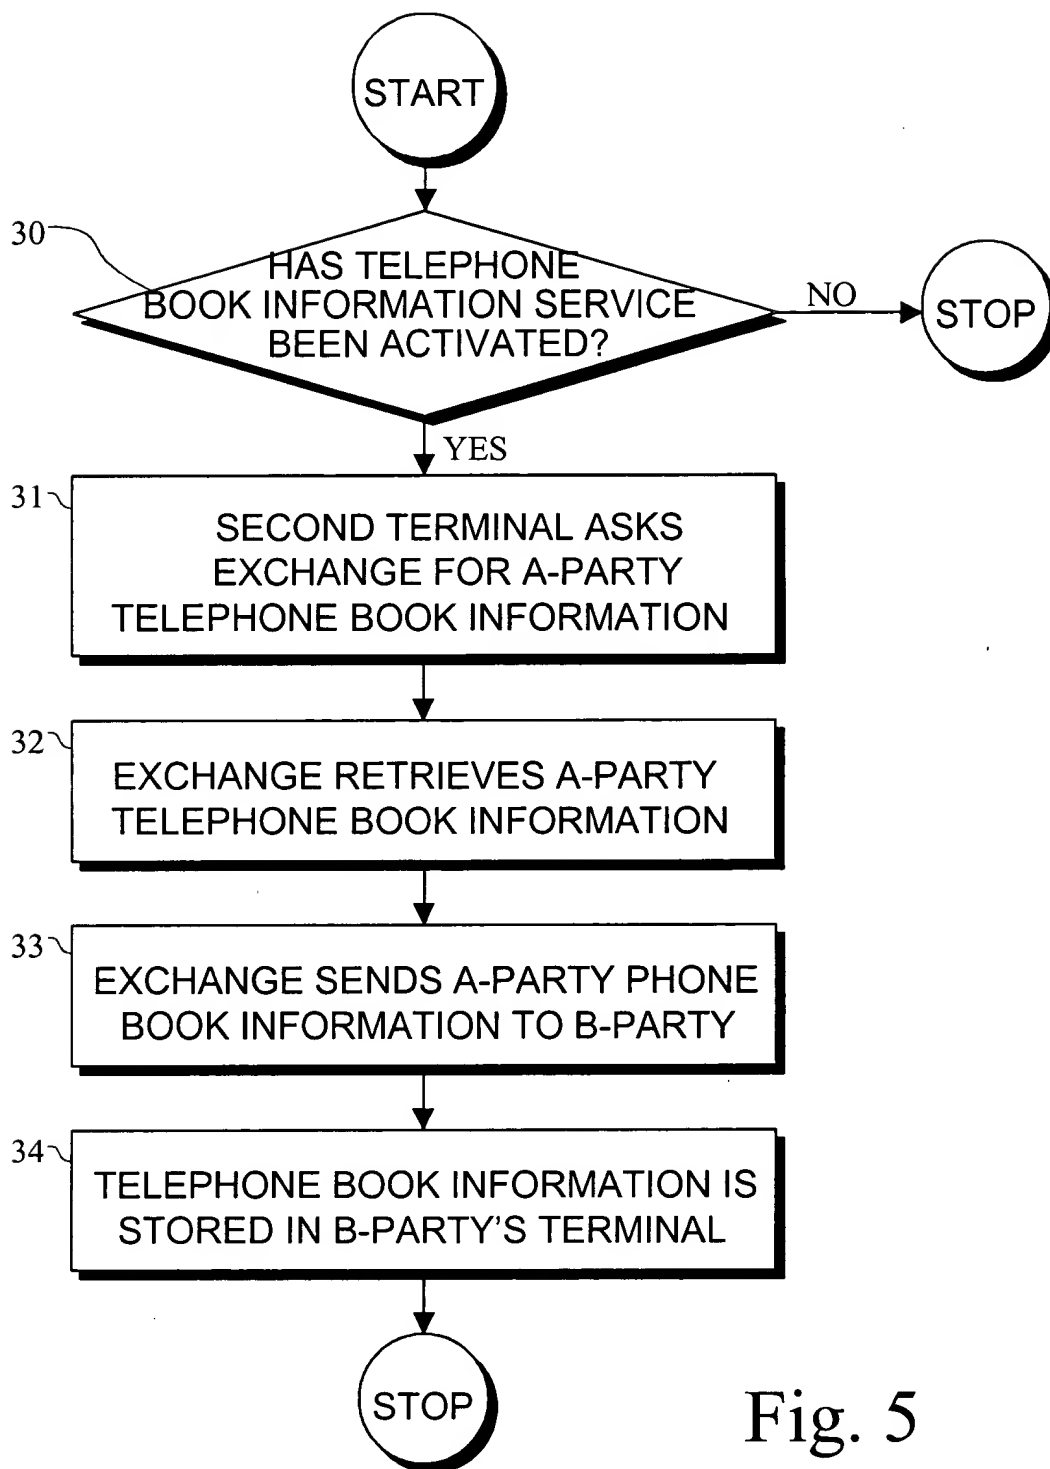 START
30
HAS TELEPHONE
BOOK INFORMATION SERVICE
BEEN ACTIVATED?
NO
STOP
YES
31
SECOND TERMINAL ASKS
EXCHANGE FOR A-PARTY
TELEPHONE BOOK INFORMATION
32
EXCHANGE RETRIEVES A-PARTY
TELEPHONE BOOK INFORMATION
33
EXCHANGE SENDS A-PARTY PHONE
BOOK INFORMATION TO B-PARTY
34
TELEPHONE BOOK INFORMATION IS
STORED IN B-PARTY'S TERMINAL
STOP
Fig. 5